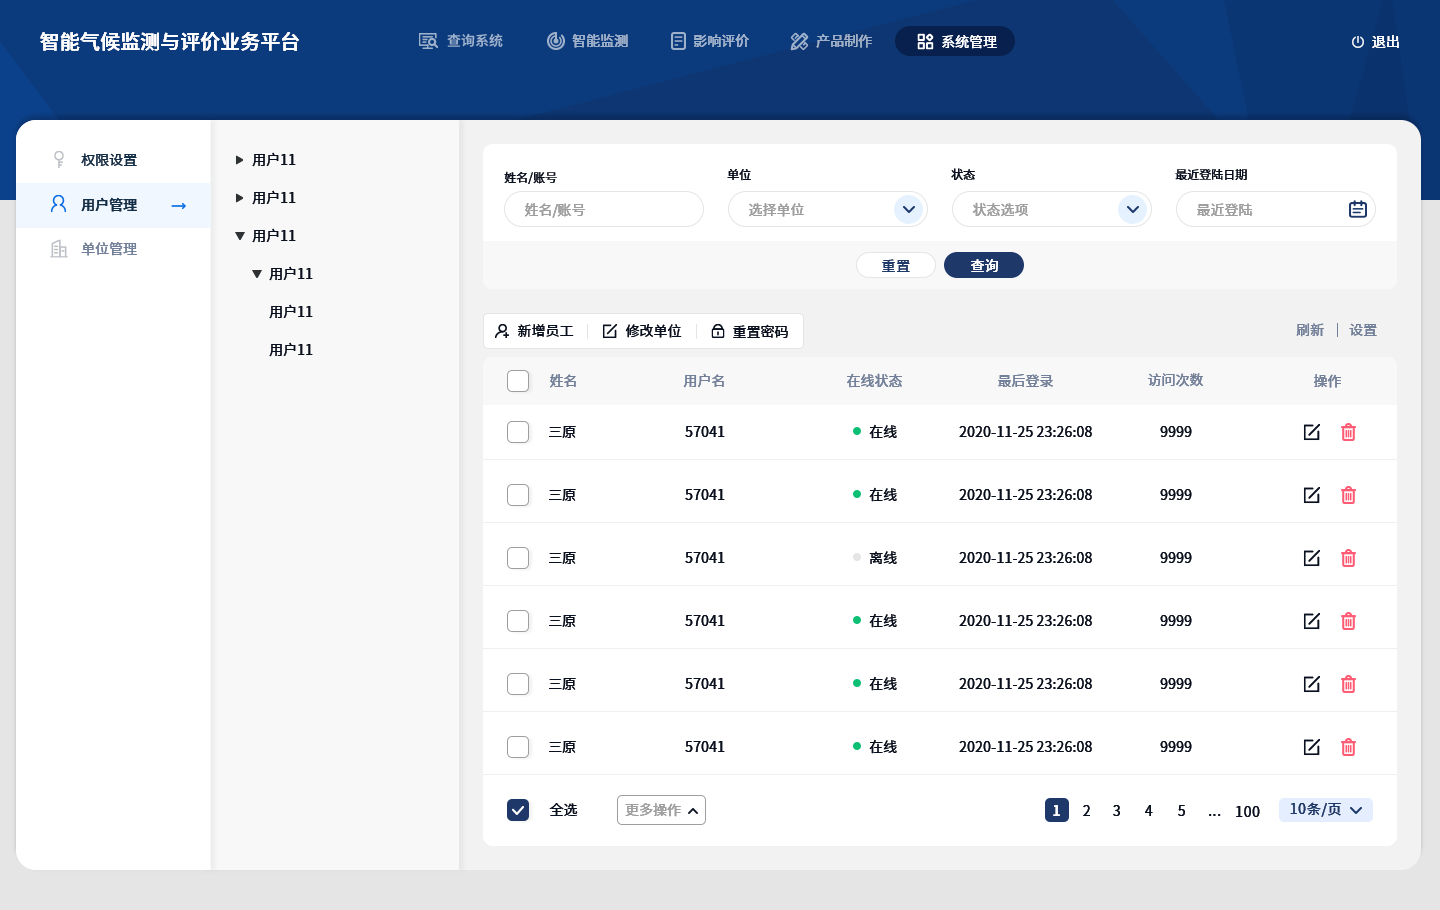 智能气候监测与评价业务平台 查询系统 智能监测 影响评价 产品制作 系统管理 退出
权限设置
用户管理
单位管理
用户11
用户11
用户11
用户11
用户11
用户11
姓名/账号 单位 状态 最近登陆日期
姓名/账号 选择单位 状态选项 最近登陆
重置 查询
新增员工 修改单位 重置密码 刷新 设置
姓名 用户名 在线状态 最后登录 访问次数 操作
三原 57041 在线 2020-11-25 23:26:08 9999
三原 57041 在线 2020-11-25 23:26:08 9999
三原 57041 离线 2020-11-25 23:26:08 9999
三原 57041 在线 2020-11-25 23:26:08 9999
三原 57041 在线 2020-11-25 23:26:08 9999
三原 57041 在线 2020-11-25 23:26:08 9999
全选 更多操作 1 2 3 4 5 ... 100 10条/页